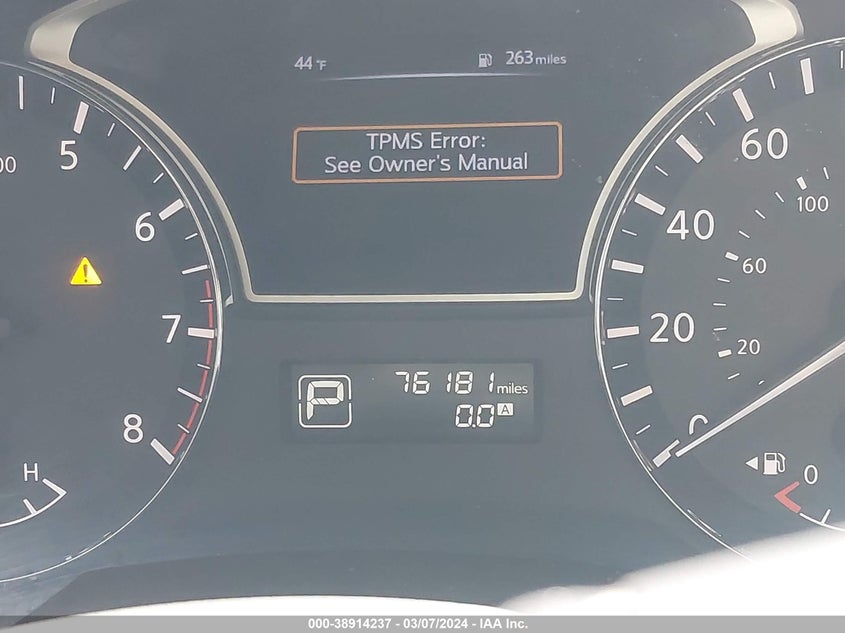 44°F 263 miles
TPMS Error:
See Owner's Manual
5
6
7
8
H
60
40
20
0
100
60
20
P
76181 miles
0.0 A
0
000-38914237 - 03/07/2024 - IAA Inc.